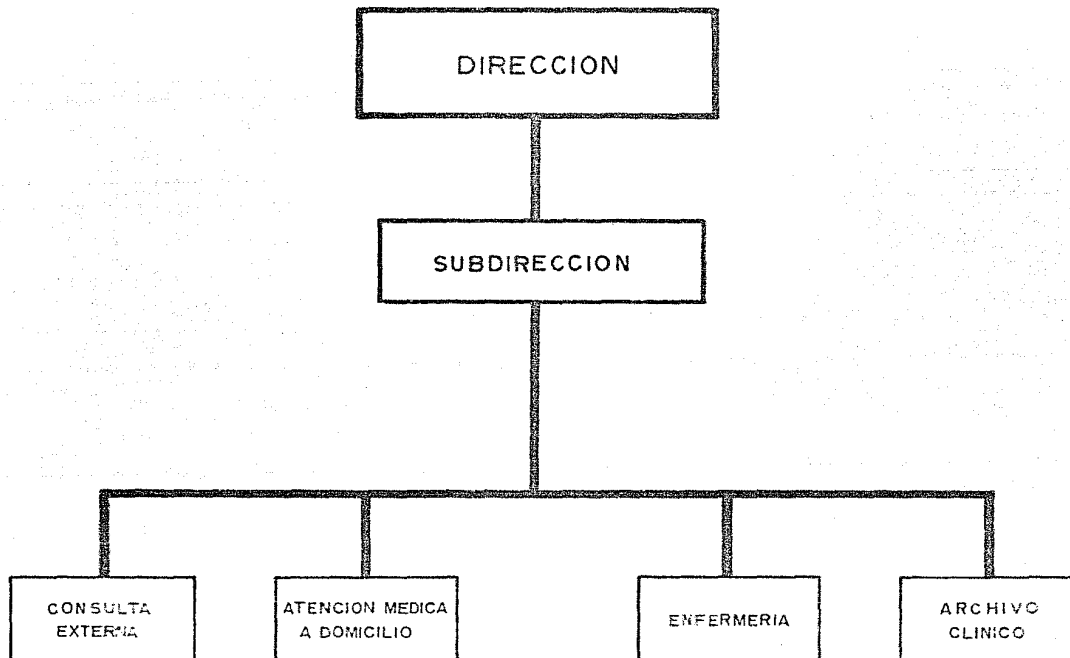 DIRECCION
SUBDIRECCION
CONSULTA
EXTERNA
ATENCION MEDICA
A DOMICILIO
ENFERMERIA
ARCHIVO
CLINICO